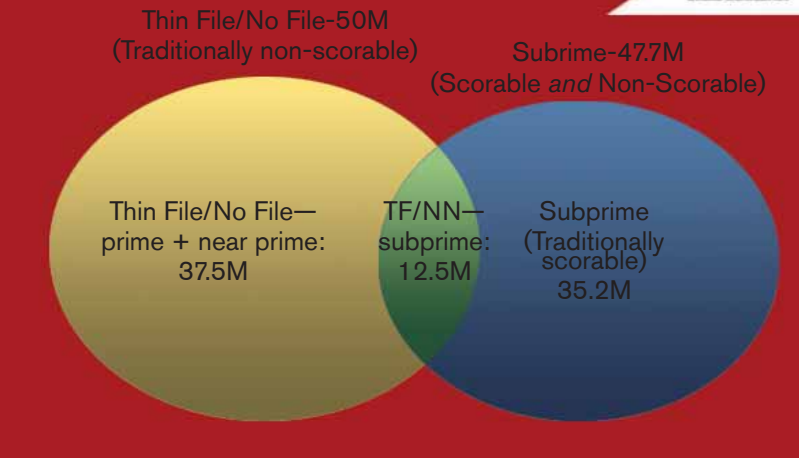 Thin File/No File-50M
(Traditionally non-scorable)
Subrime-47.7M
(Scorable and Non-Scorable)
Thin File/No File—
prime + near prime:
37.5M
TF/NN—
subprime:
12.5M
Subprime
(Traditionally
scorable)
35.2M